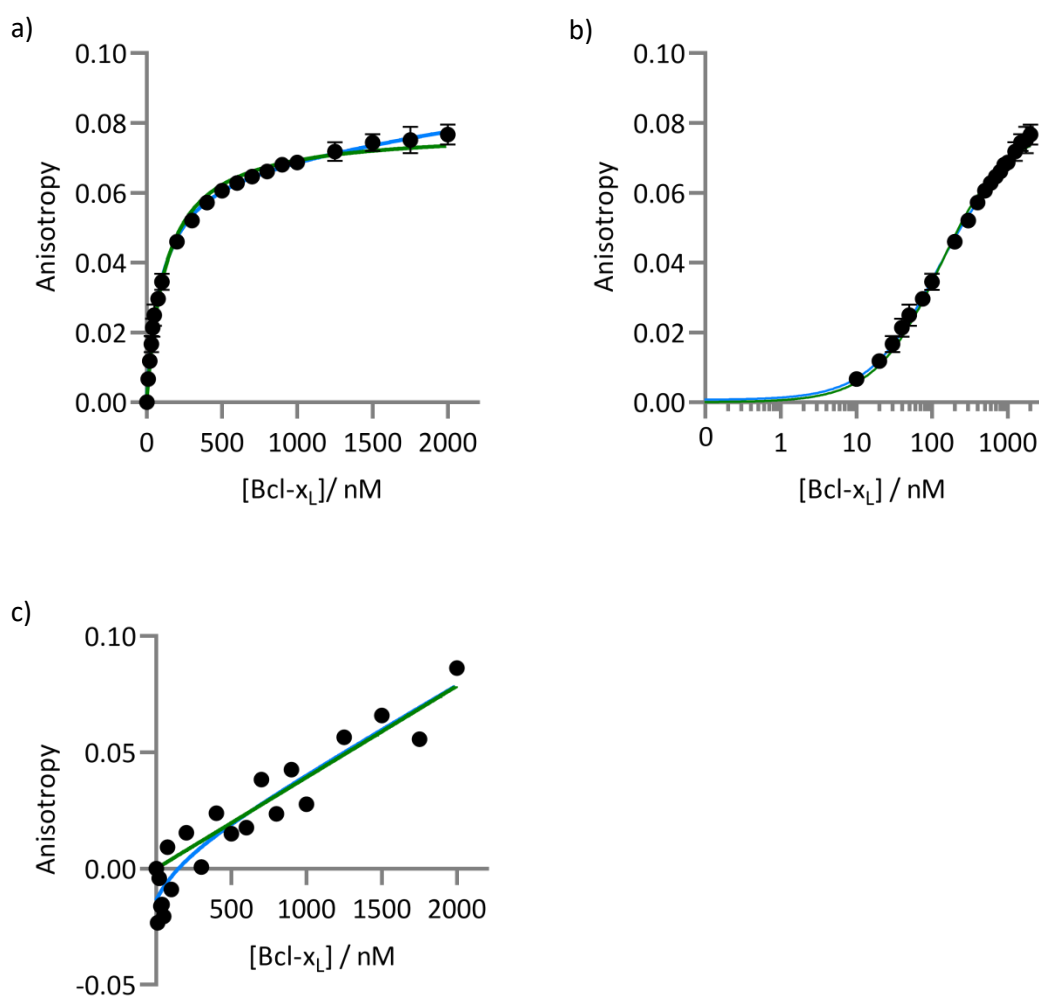 a)
0.10
0.08
0.06
0.04
0.02
0.00
Anisotropy
0 500 1000 1500 2000
[Bcl-xL]/ nM
b)
0.10
0.08
0.06
0.04
0.02
0.00
Anisotropy
0 1 10 100 1000
[Bcl-xL] / nM
c)
0.10
0.05
0.00
-0.05
Anisotropy
500 1000 1500 2000
[Bcl-xL] / nM